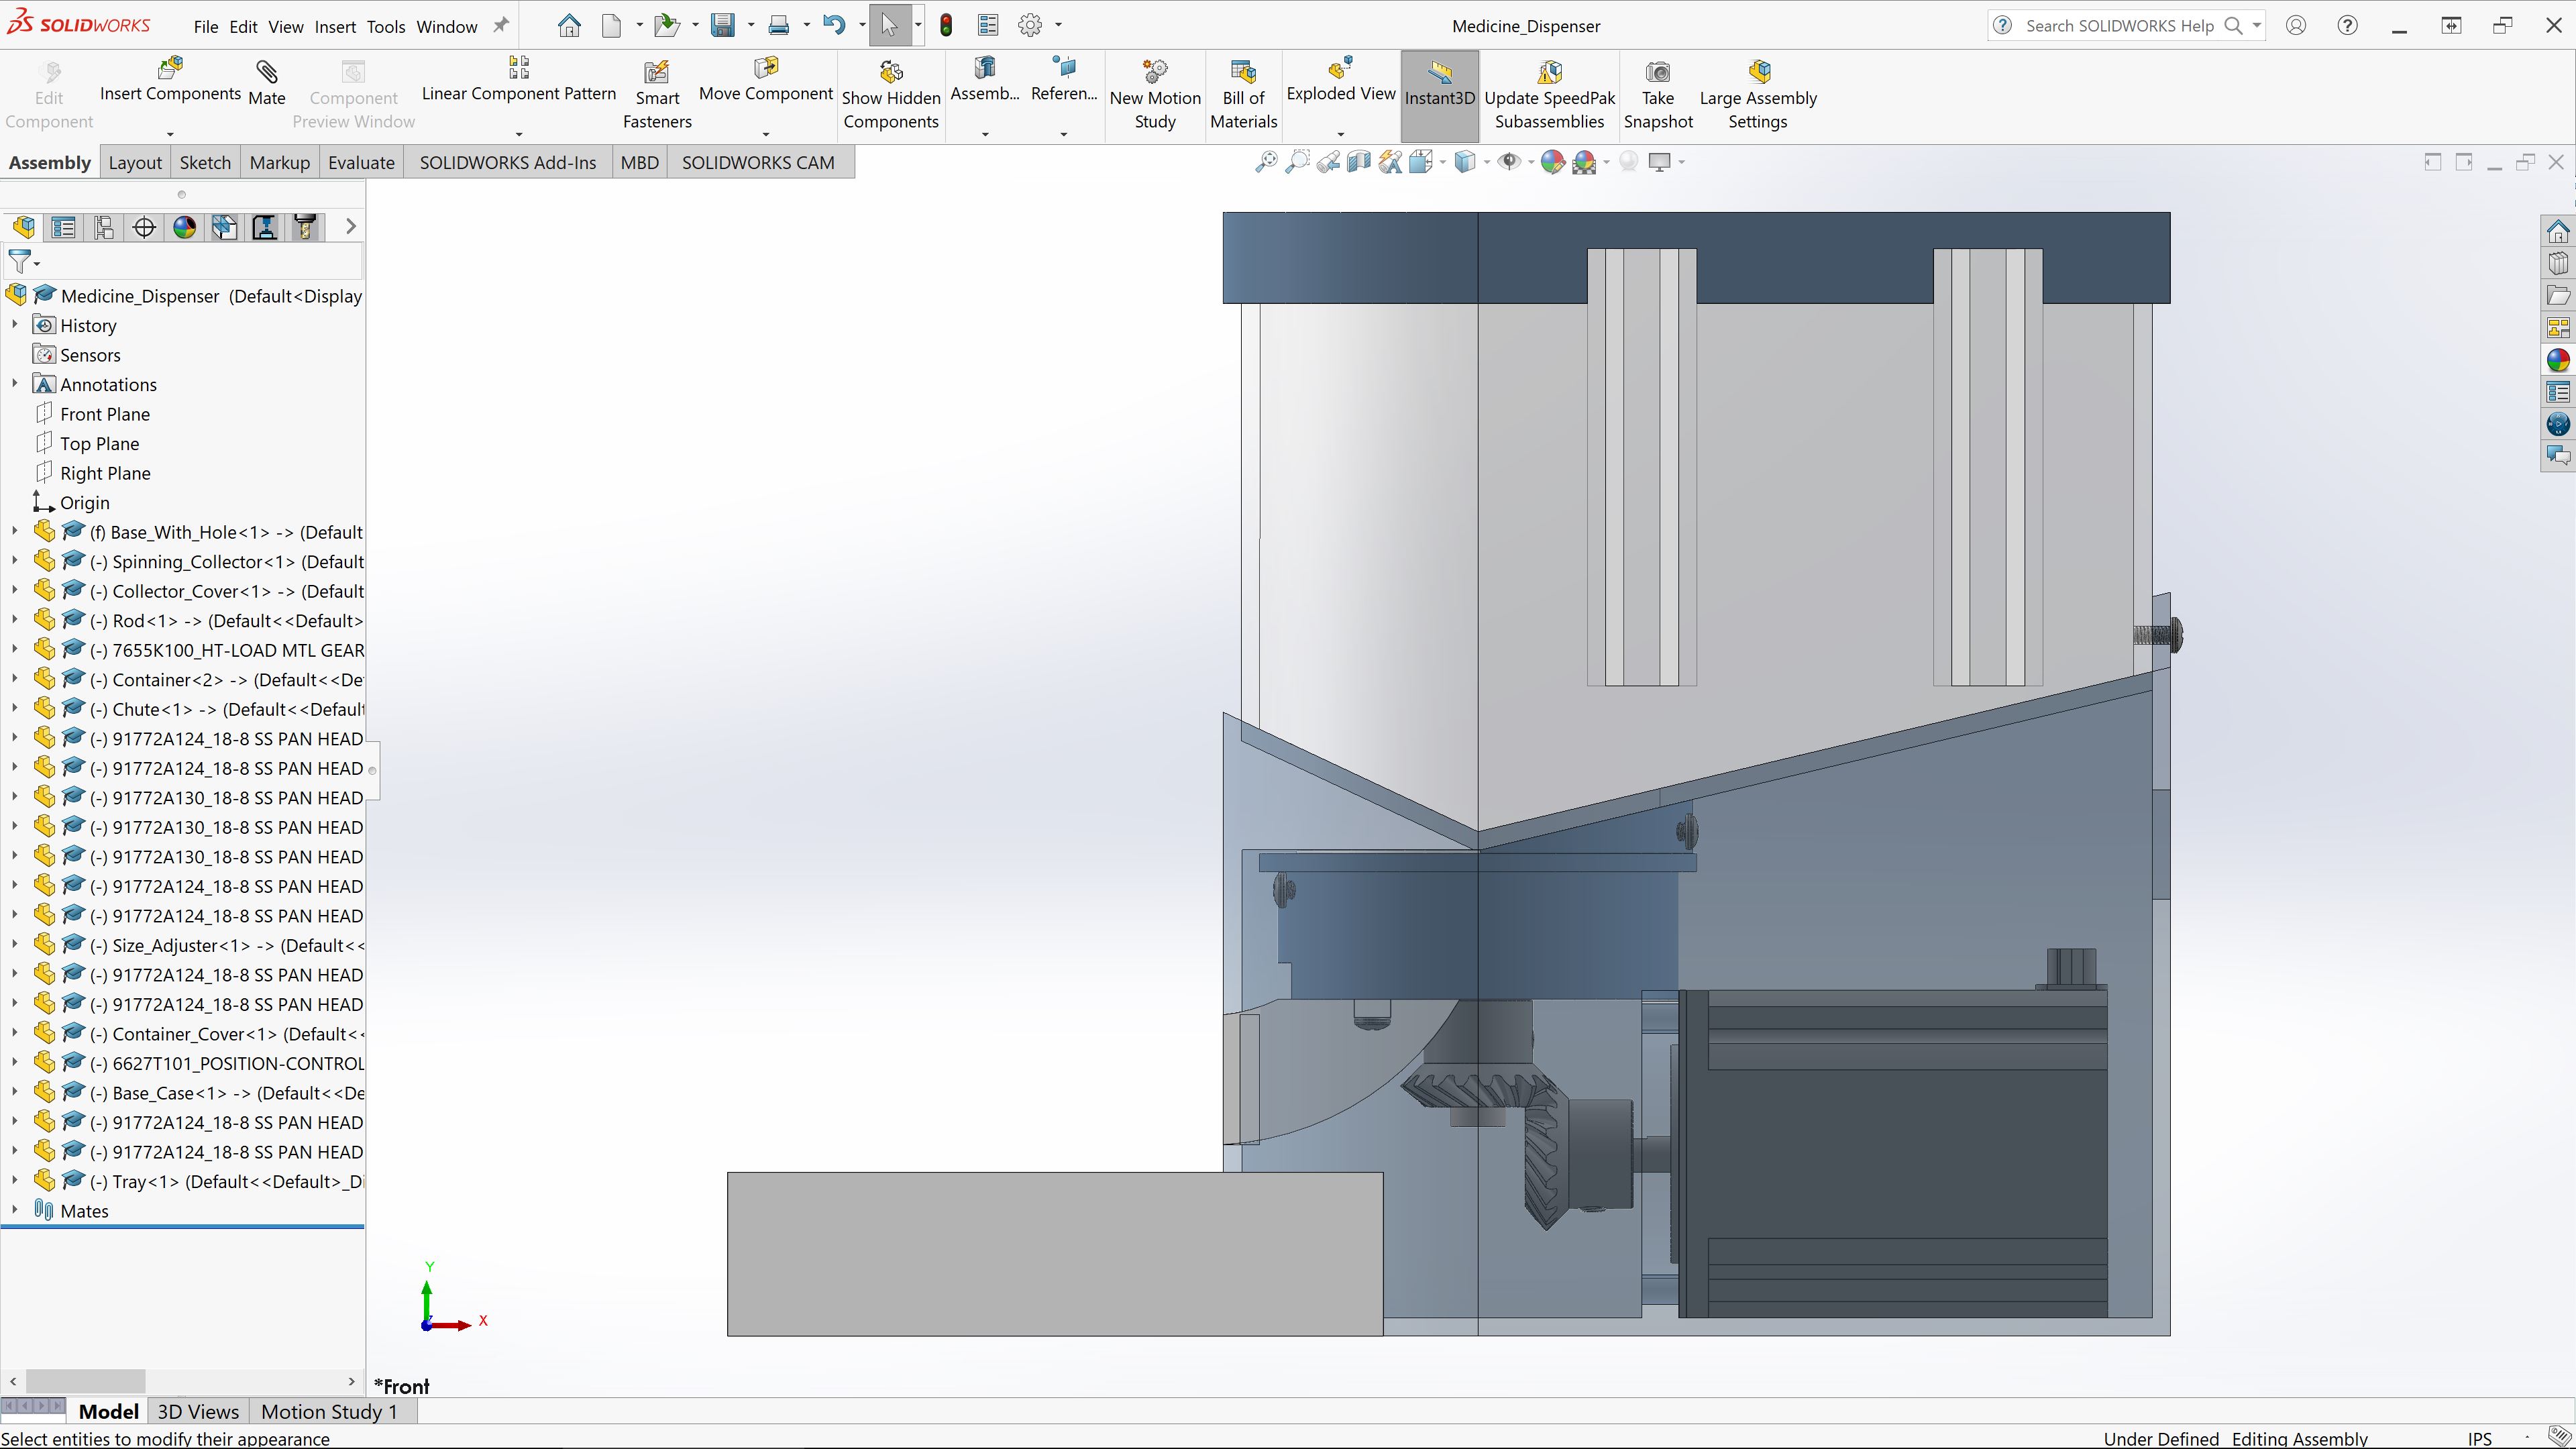 SOLIDWORKS File Edit View Insert Tools Window Medicine_Dispenser Search SOLIDWORKS Help
Edit Component
Insert Components
Mate
Component Preview Window
Linear Component Pattern
Smart Fasteners
Move Component
Show Hidden Components
Assemb...
Referen...
New Motion Study
Bill of Materials
Exploded View
Instant3D
Update SpeedPak Subassemblies
Take Snapshot
Large Assembly Settings
Assembly Layout Sketch Markup Evaluate SOLIDWORKS Add-Ins MBD SOLIDWORKS CAM
Medicine_Dispenser (Default<Display
History
Sensors
Annotations
Front Plane
Top Plane
Right Plane
Origin
(f) Base_With_Hole<1> -> (Default
(-) Spinning_Collector<1> (Default
(-) Collector_Cover<1> -> (Default
(-) Rod<1> -> (Default<<Default>
(-) 7655K100_HT-LOAD MTL GEAR
(-) Container<2> -> (Default<<De
(-) Chute<1> -> (Default<<Default
(-) 91772A124_18-8 SS PAN HEAD
(-) 91772A124_18-8 SS PAN HEAD
(-) 91772A130_18-8 SS PAN HEAD
(-) 91772A130_18-8 SS PAN HEAD
(-) 91772A130_18-8 SS PAN HEAD
(-) 91772A124_18-8 SS PAN HEAD
(-) 91772A124_18-8 SS PAN HEAD
(-) Size_Adjuster<1> -> (Default<<
(-) 91772A124_18-8 SS PAN HEAD
(-) 91772A124_18-8 SS PAN HEAD
(-) Container_Cover<1> (Default<<
(-) 6627T101_POSITION-CONTROL
(-) Base_Case<1> -> (Default<<De
(-) 91772A124_18-8 SS PAN HEAD
(-) 91772A124_18-8 SS PAN HEAD
(-) Tray<1> (Default<<Default>_Di
Mates
Y
X
*Front
Model 3D Views Motion Study 1
Select entities to modify their appearance Under Defined Editing Assembly IPS